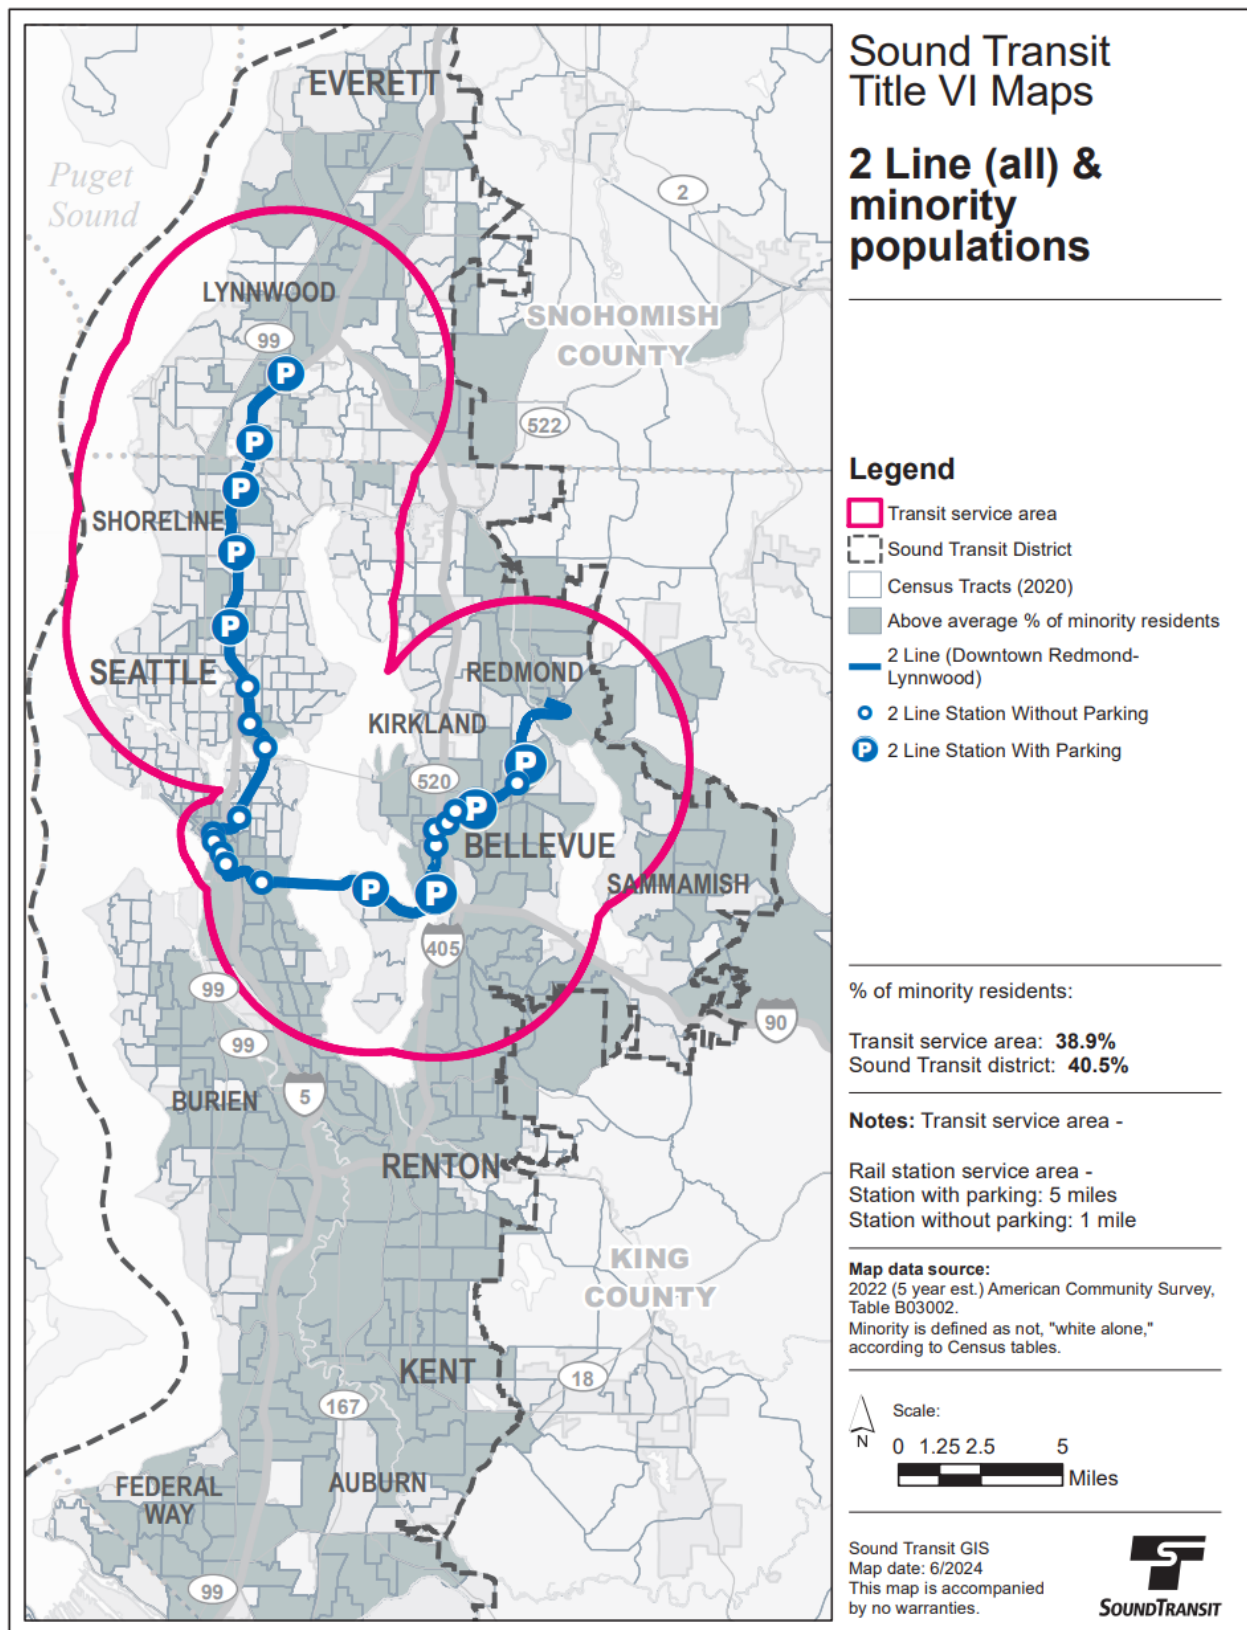 Sound Transit
Title VI Maps
2 Line (all) &
minority
populations
Legend
Transit service area
Sound Transit District
Census Tracts (2020)
Above average % of minority residents
2 Line (Downtown Redmond-
Lynnwood)
2 Line Station Without Parking
P 2 Line Station With Parking
% of minority residents:
Transit service area: 38.9%
Sound Transit district: 40.5%
Notes: Transit service area -
Rail station service area -
Station with parking: 5 miles
Station without parking: 1 mile
Map data source:
2022 (5 year est.) American Community Survey,
Table B03002.
Minority is defined as not, "white alone,"
according to Census tables.
N
Scale:
0 1.25 2.5 5
Miles
Sound Transit GIS
Map date: 6/2024
This map is accompanied
by no warranties.
T
SOUNDTRANSIT
EVERETT
Puget
Sound
2
LYNNWOOD
SNOHOMISH
COUNTY
99
P
522
P
P
SHORELINE
P
P
SEATTLE
REDMOND
KIRKLAND
520
P
P
BELLEVUE
SAMMAMISH
P
P
405
99
90
99
BURIEN
5
RENTON
KING
COUNTY
KENT
18
167
AUBURN
FEDERAL
WAY
99